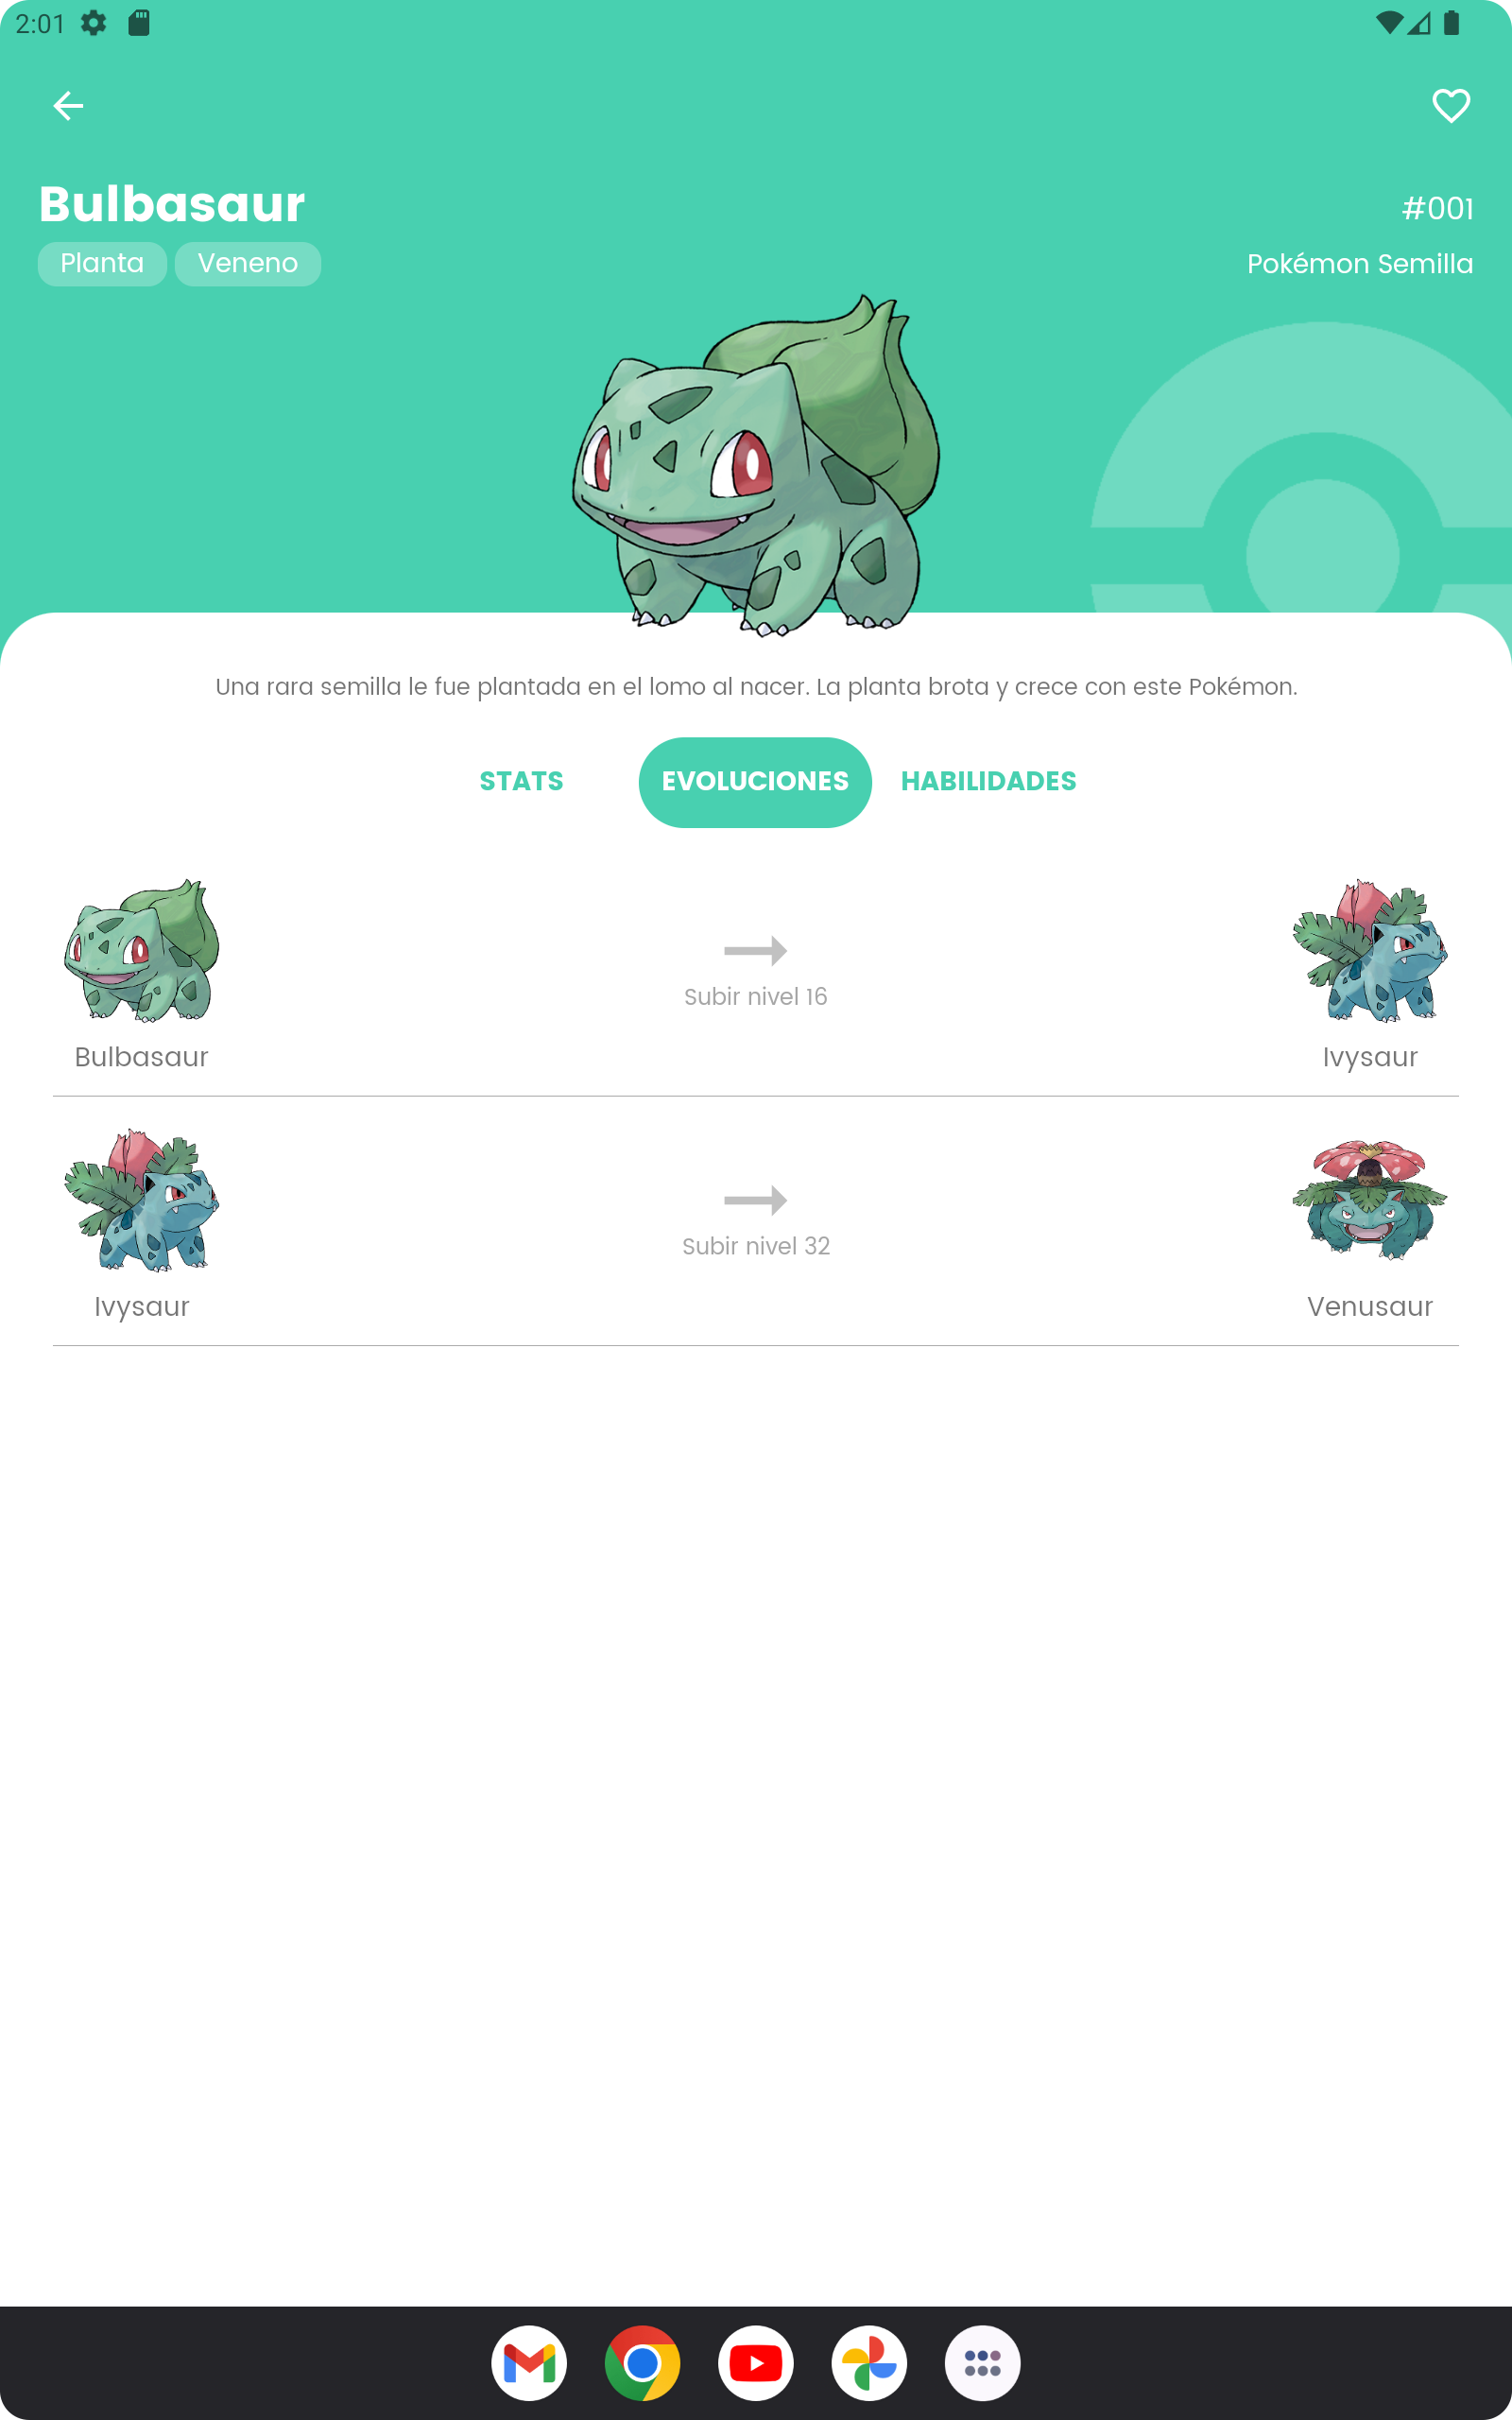 2:01
Bulbasaur
#001
Planta Veneno
Pokémon Semilla
Una rara semilla le fue plantada en el lomo al nacer. La planta brota y crece con este Pokémon.
STATS EVOLUCIONES HABILIDADES
Subir nivel 16
Bulbasaur Ivysaur
Subir nivel 32
Ivysaur Venusaur